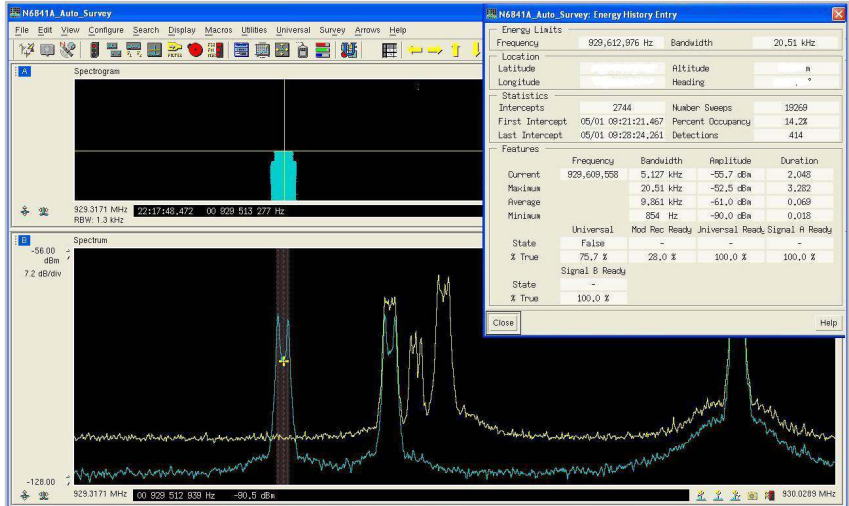 N6841A_Auto_Survey
File Edit View Configure Search Display Macros Utilities Universal Survey Arrows Help
A Spectrogram
929.3171 MHz 22:17:48.472 00 929 513 277 Hz
RBW: 1.3 kHz
B Spectrum
-56.00
dBm
7.2 dB/div
-128.00
929.3171 MHz 00 929 512 939 Hz -90.5 dBm 930.0289 MHz
N6841A_Auto_Survey: Energy History Entry
Energy Limits
Frequency 929,612,976 Hz Bandwidth 20.51 kHz
Location
Latitude Altitude m
Longitude Heading . °
Statistics
Intercepts 2744 Number Sweeps 19269
First Intercept 05/01 09:21:21.467 Percent Occupancy 14.2%
Last Intercept 05/01 09:28:24.261 Detections 414
Features
Frequency Bandwidth Amplitude Duration
Current 929,609,558 5.127 kHz -55.7 dBm 2.048
Maximum 20.51 kHz -52.5 dBm 3.282
Average 9.861 kHz -61.0 dBm 0.069
Minimum 854 Hz -90.0 dBm 0.018
Universal Mod Rec Ready Universal Ready Signal A Ready
State False - - -
% True 75.7 % 28.0 % 100.0 % 100.0 %
Signal B Ready
State -
% True 100.0 %
Close Help